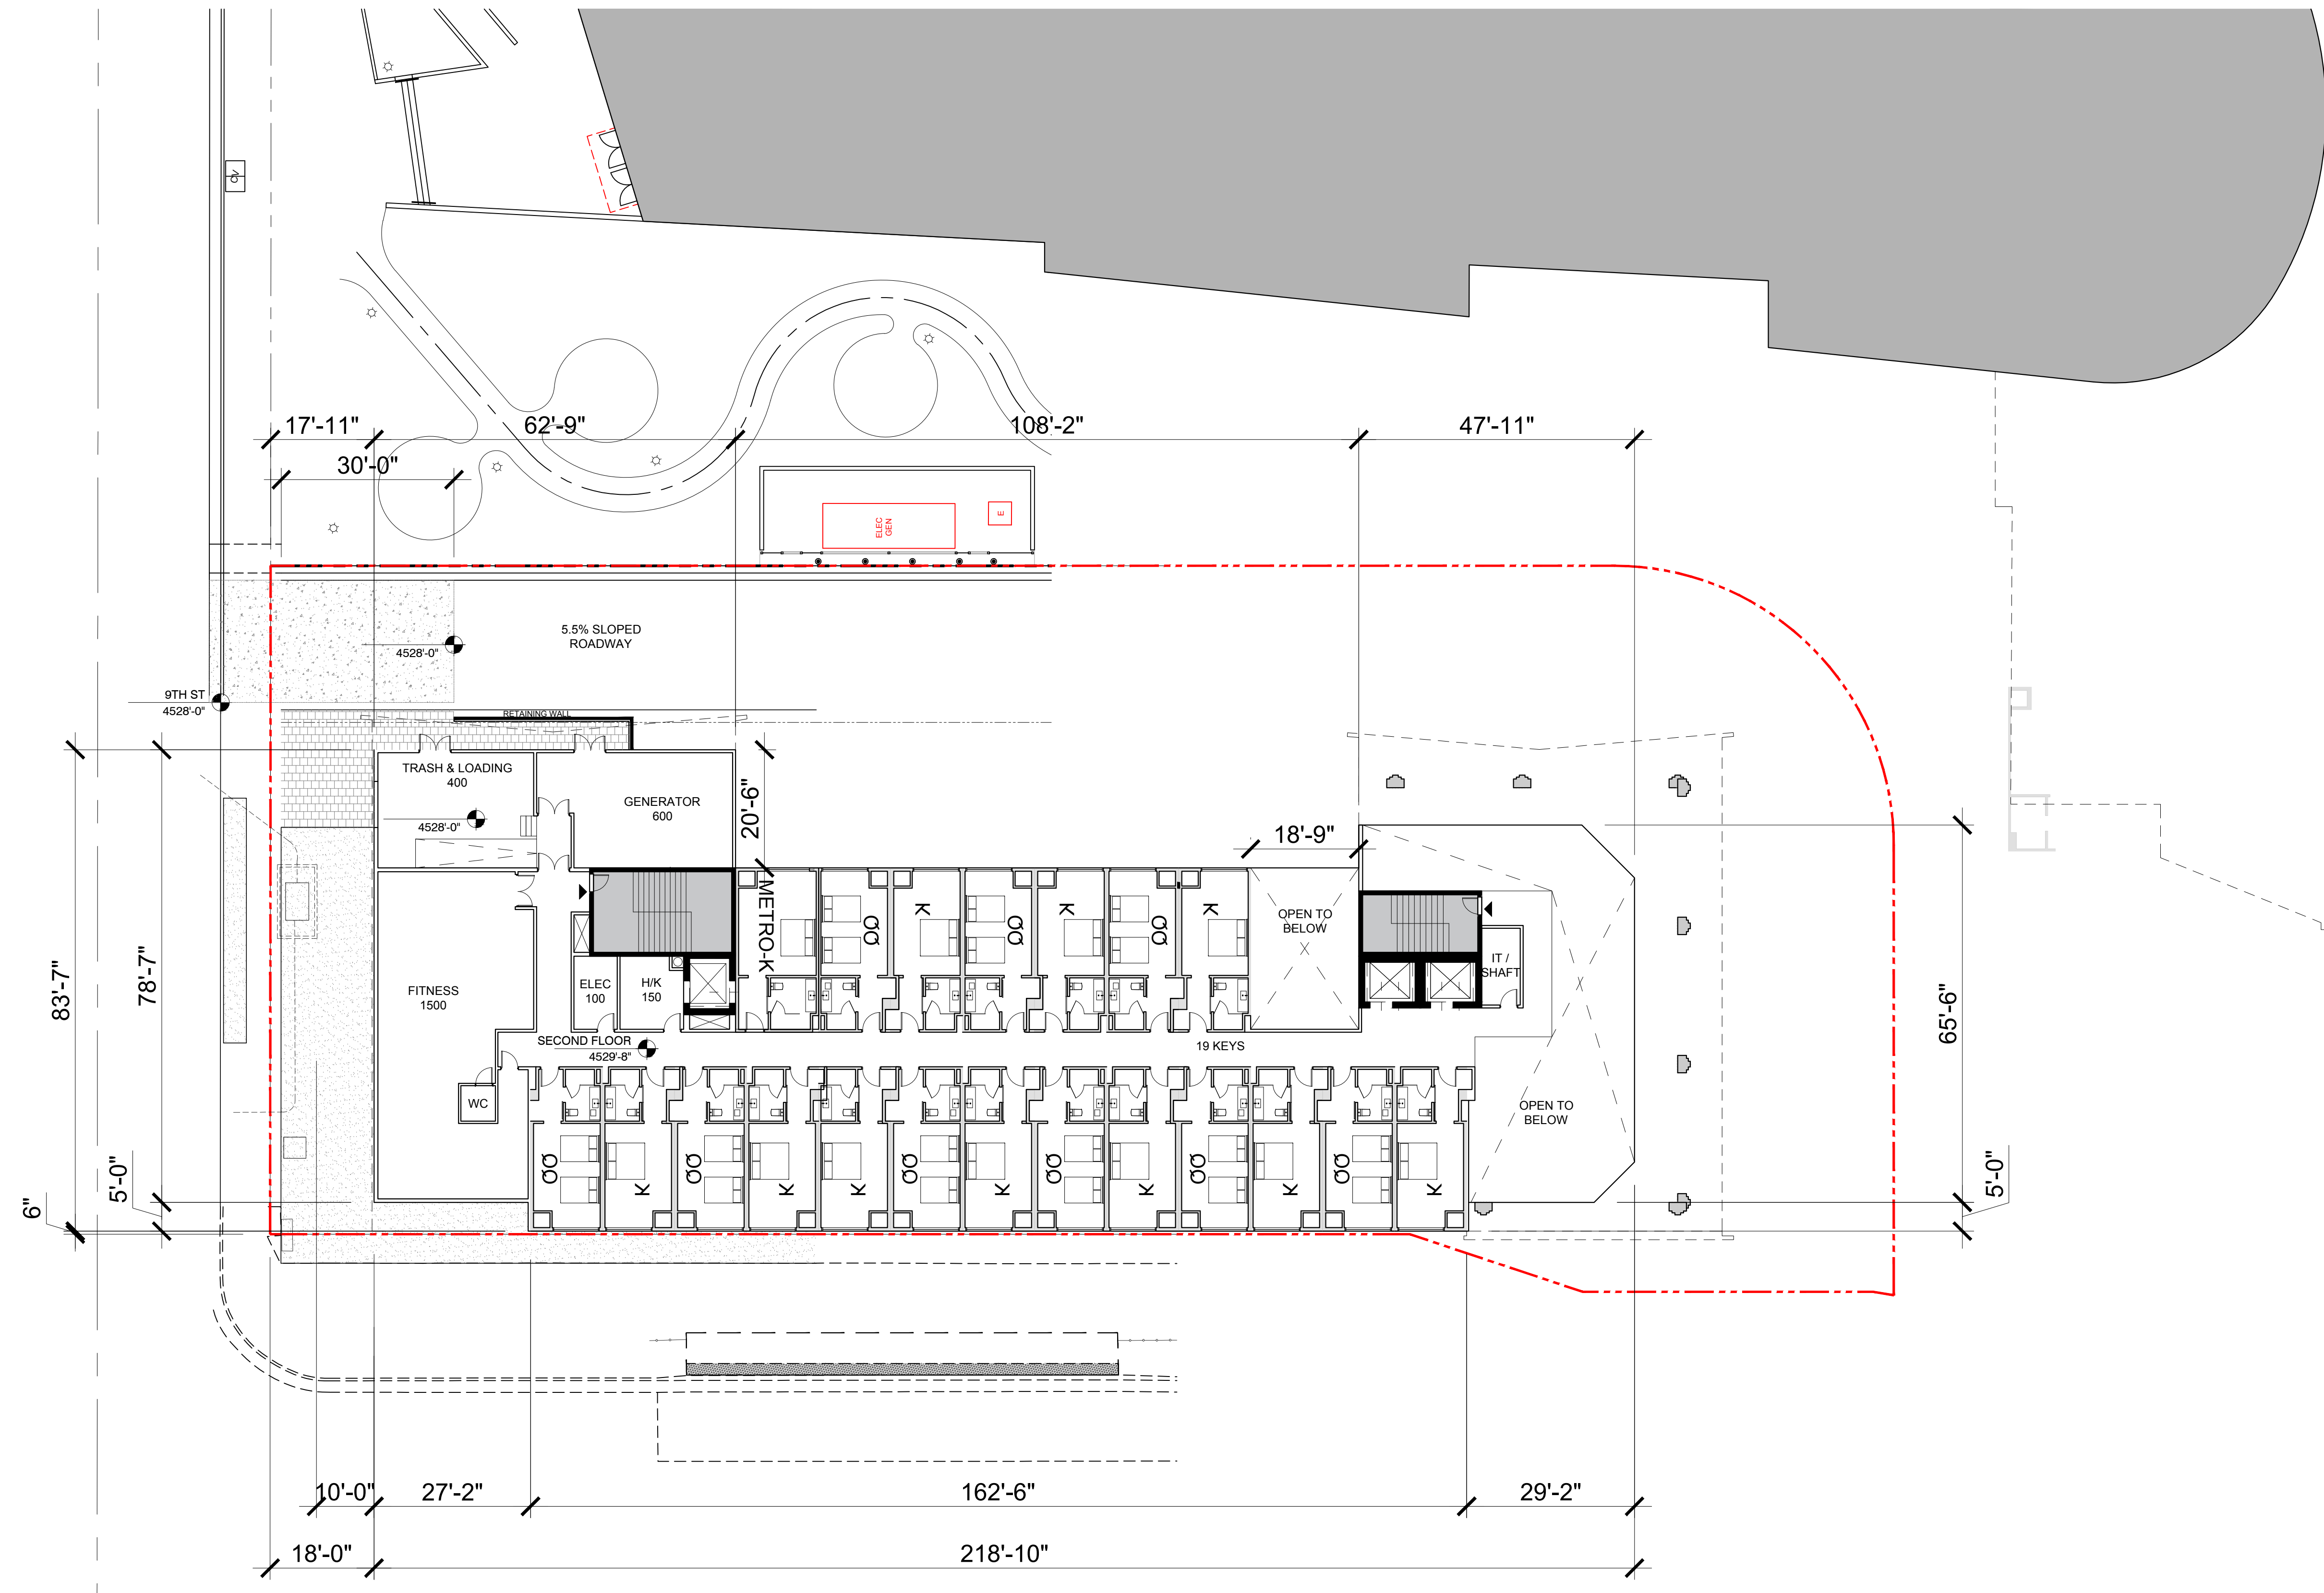 CV
17'-11"
62'-9"
108'-2"
47'-11"
30'-0"
ELEC
GEN
E
5.5% SLOPED
ROADWAY
4528'-0"
9TH ST
4528'-0"
RETAINING WALL
TRASH & LOADING
400
4528'-0"
GENERATOR
600
20'-6"
18'-9"
83'-7"
78'-7"
METRO-K
QQ
K
QQ
K
QQ
K
OPEN TO
BELOW
IT /
SHAFT
FITNESS
1500
ELEC
100
H/K
150
65'-6"
SECOND FLOOR
4529'-8"
19 KEYS
WC
OPEN TO
BELOW
QQ
K
QQ
K
K
QQ
K
QQ
K
QQ
K
QQ
K
5'-0"
6"
5'-0"
10'-0"
27'-2"
162'-6"
29'-2"
18'-0"
218'-10"